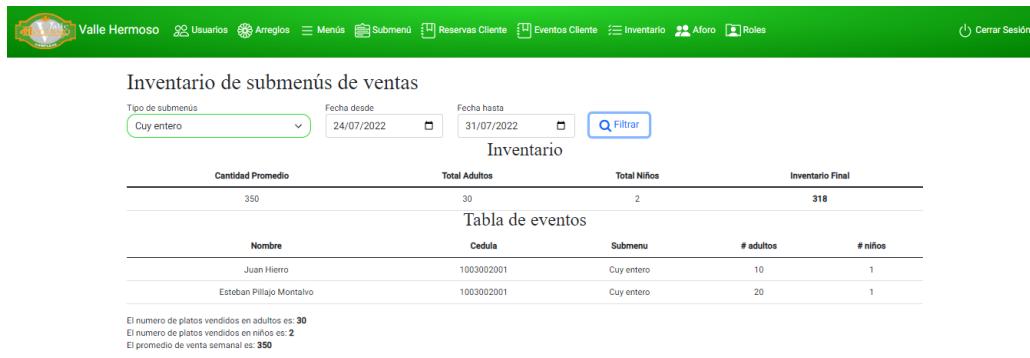 Valle Hermoso Usuarios Arreglos Menús Submenú Reservas Cliente Eventos Cliente Inventario Aforo Roles Cerrar Sesión
Inventario de submenús de ventas
Tipo de submenús Fecha desde Fecha hasta
Cuy entero 24/07/2022 31/07/2022 Filtrar
Inventario
Cantidad Promedio Total Adultos Total Niños Inventario Final
350 30 2 318
Tabla de eventos
Nombre Cedula Submenu # adultos # niños
Juan Hierro 1003002001 Cuy entero 10 1
Esteban Pillajo Montalvo 1003002001 Cuy entero 20 1
El numero de platos vendidos en adultos es: 30
El numero de platos vendidos en niños es: 2
El promedio de venta semanal es: 350